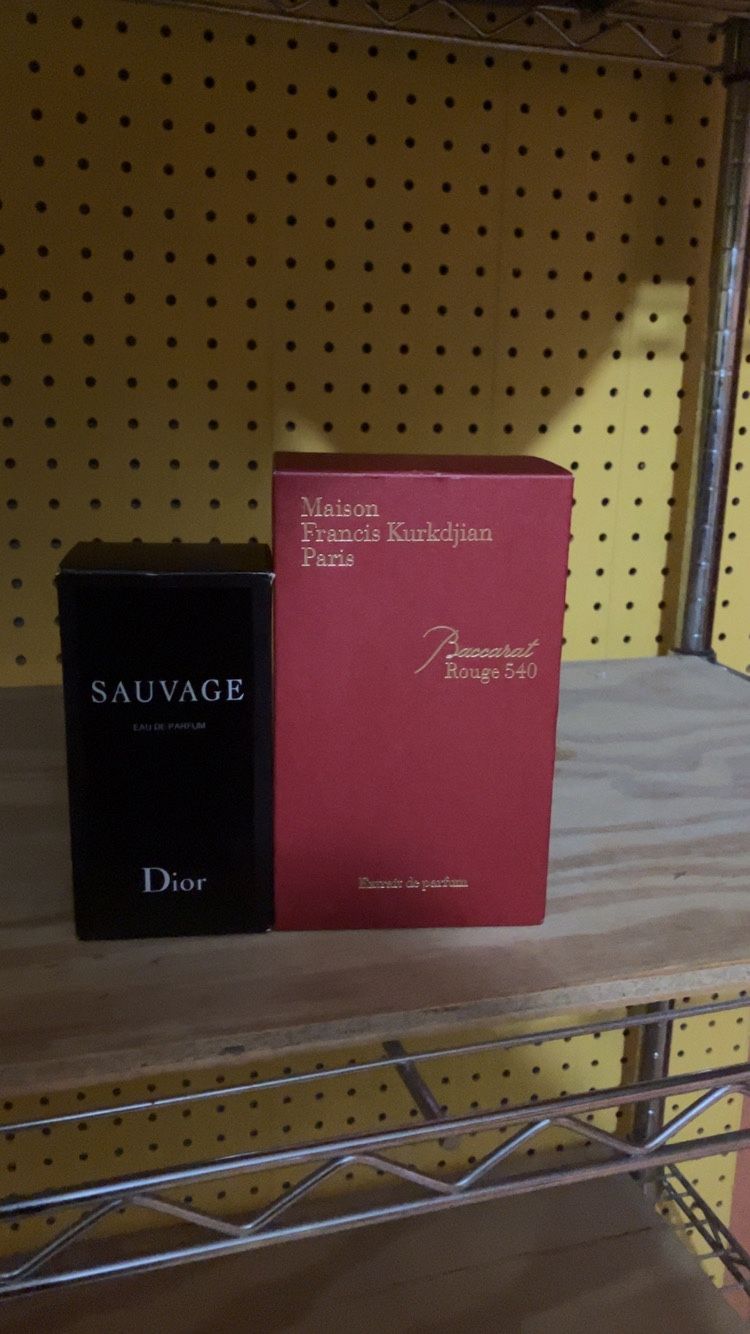 SAUVAGE
EAU DE PARFUM
Dior
Maison
Francis Kurkdjian
Paris
Baccarat
Rouge 540
Extrait de parfum